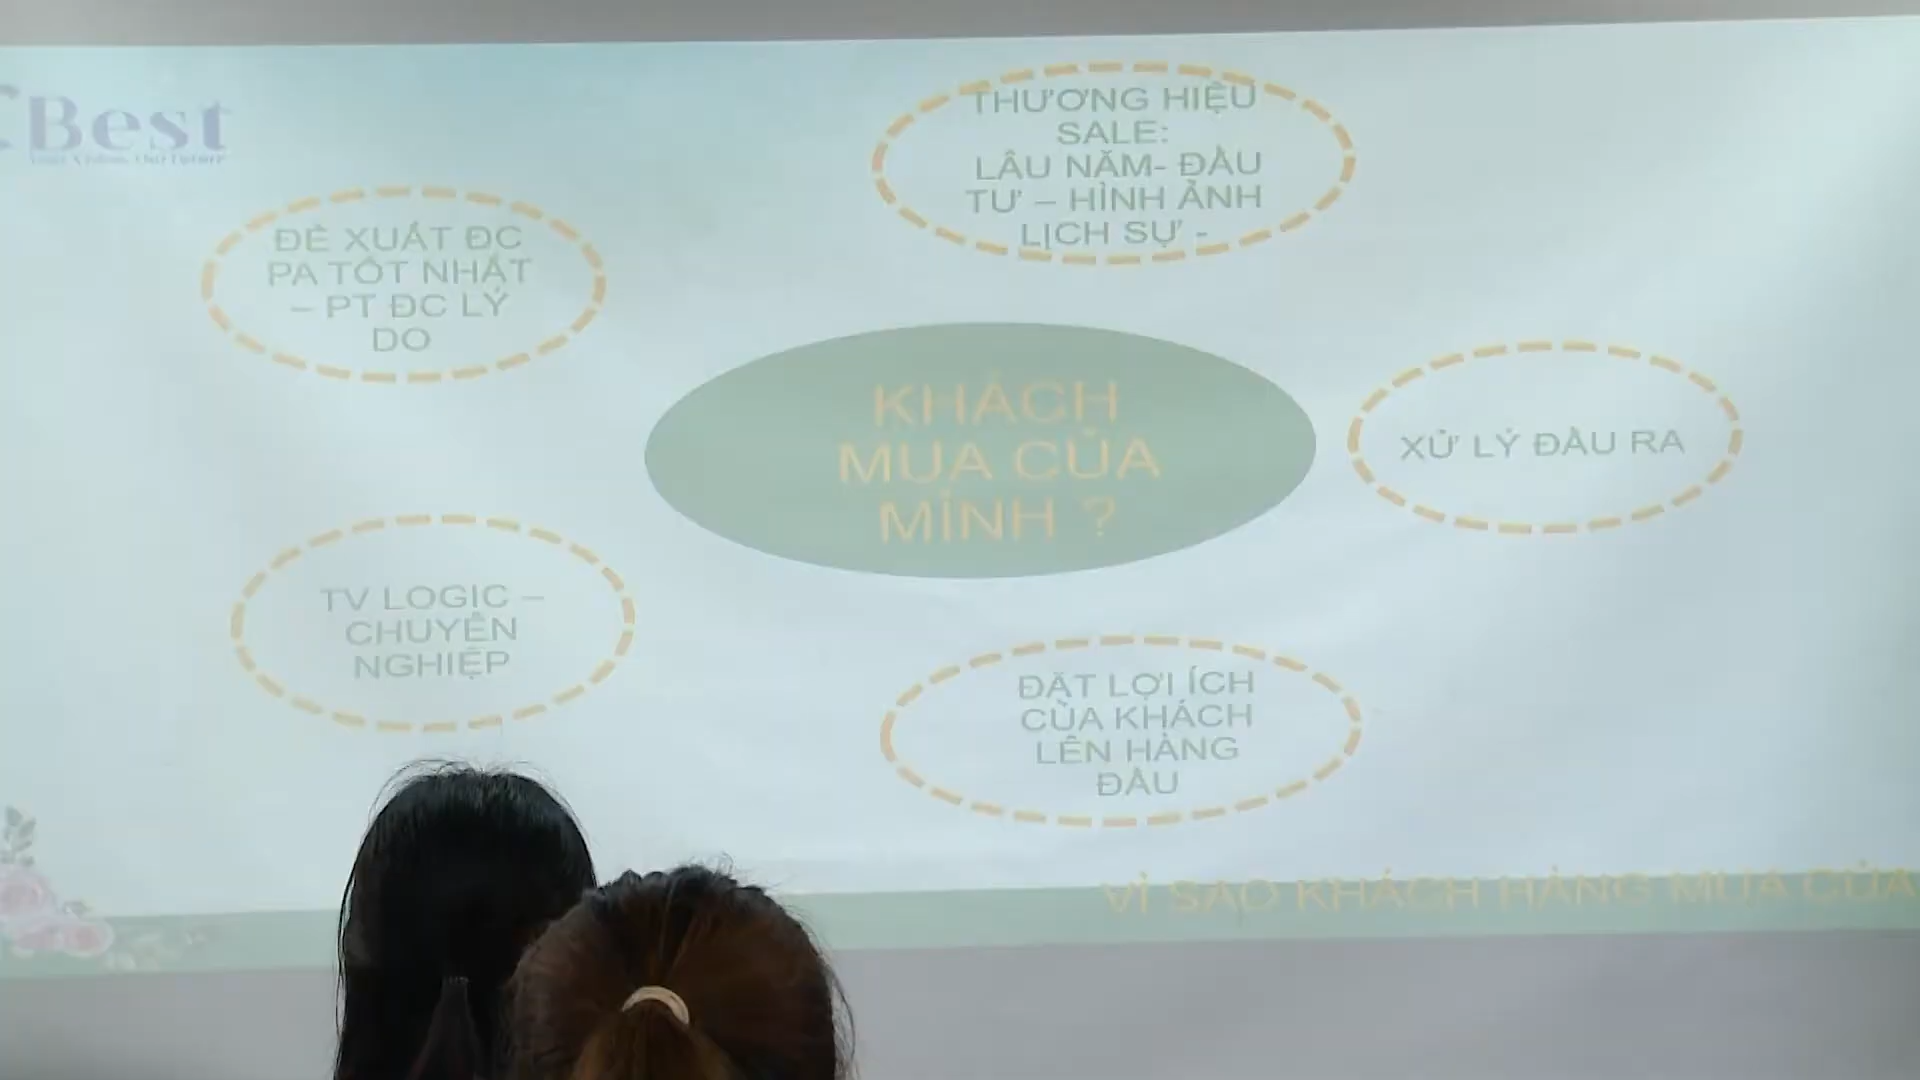 Best
THƯƠNG HIỆU
SALE:
LÂU NĂM- ĐẦU
TƯ – HÌNH ẢNH
LỊCH SỰ -
ĐỀ XUẤT ĐC
PA TỐT NHẤT
– PT ĐC LÝ
DO
KHÁCH
MUA CỦA
MÌNH ?
XỬ LÝ ĐẦU RA
TV LOGIC –
CHUYÊN
NGHIỆP
ĐẶT LỢI ÍCH
CỦA KHÁCH
LÊN HÀNG
ĐẦU
VÌ SAO KHÁCH HÀNG MUA CỦA